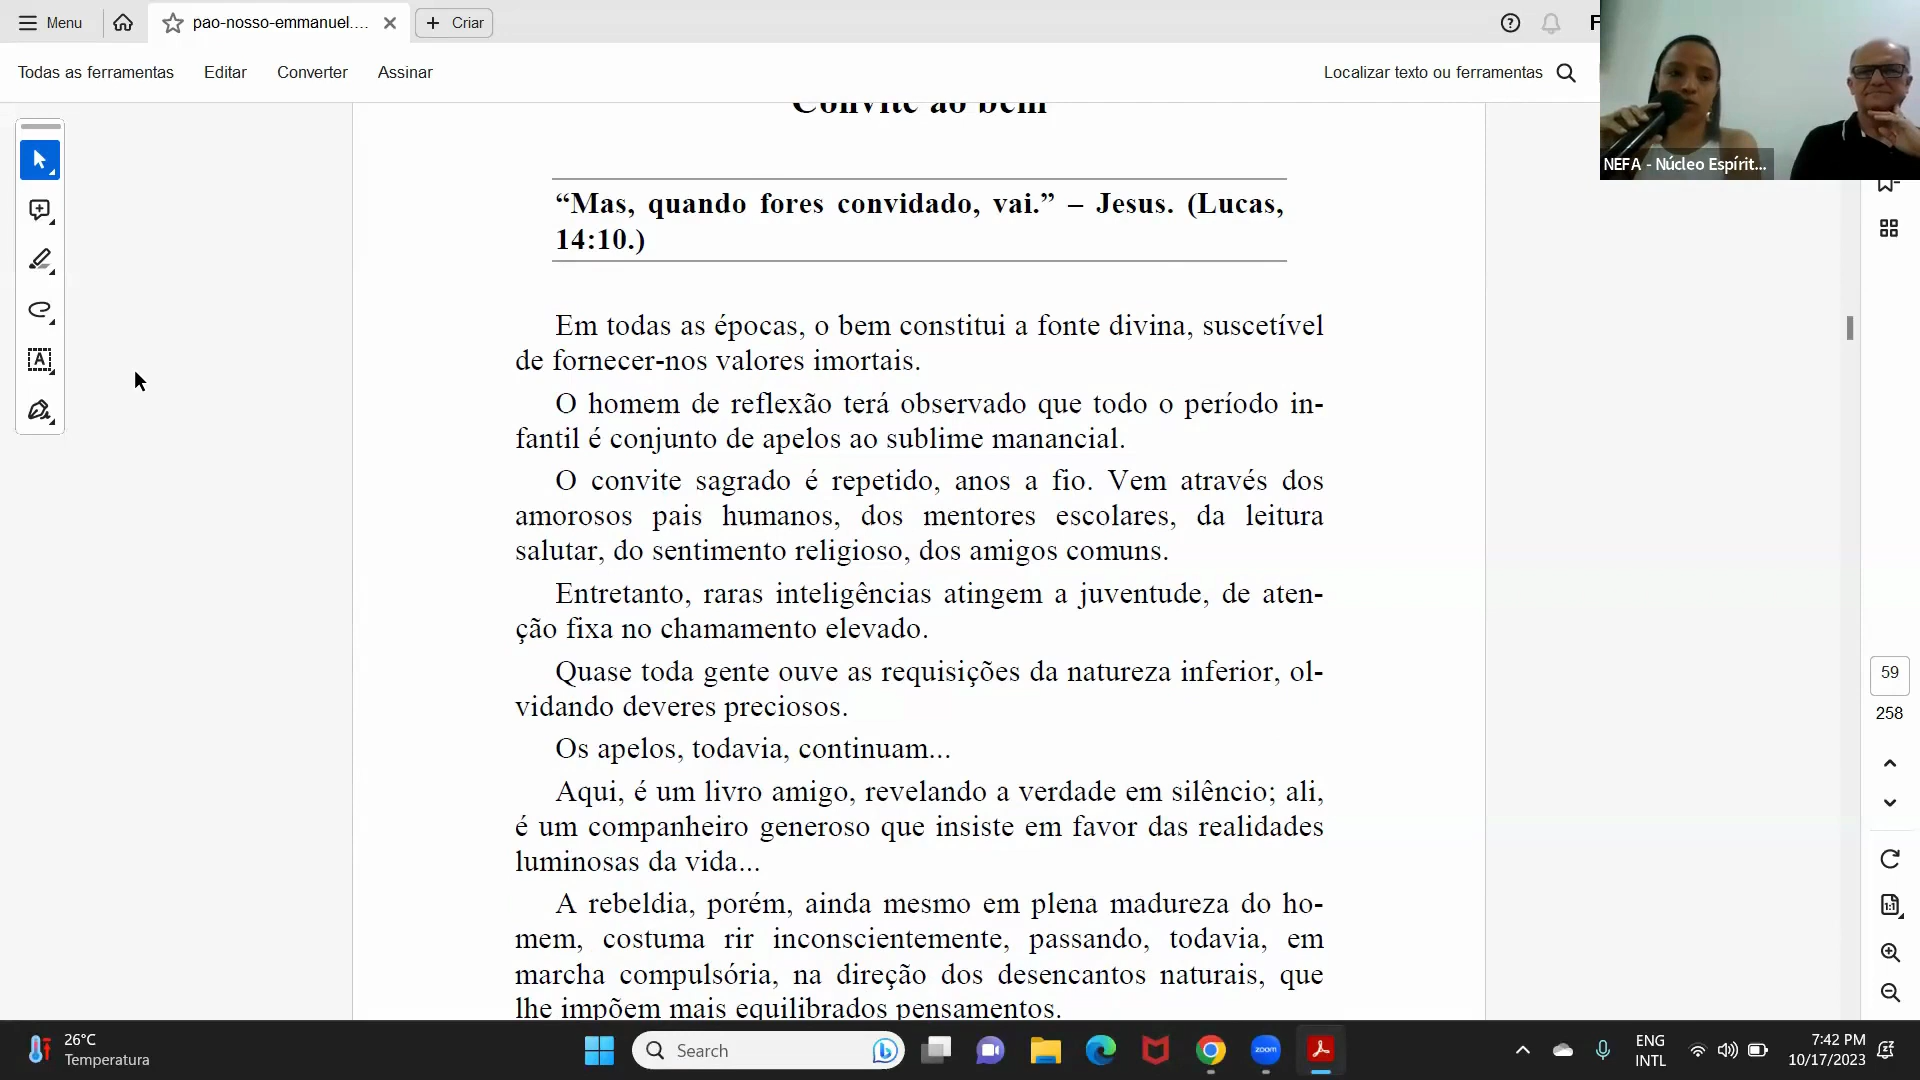 Menu
pao-nosso-emmanuel....
Criar
Todas as ferramentas
Editar
Converter
Assinar
Localizar texto ou ferramentas
NEFA - Núcleo Espírit...
Convite ao bem
“Mas, quando fores convidado, vai.” – Jesus. (Lucas,
14:10.)
Em todas as épocas, o bem constitui a fonte divina, suscetível
de fornecer-nos valores imortais.
O homem de reflexão terá observado que todo o período in-
fantil é conjunto de apelos ao sublime manancial.
O convite sagrado é repetido, anos a fio. Vem através dos
amorosos pais humanos, dos mentores escolares, da leitura
salutar, do sentimento religioso, dos amigos comuns.
Entretanto, raras inteligências atingem a juventude, de aten-
ção fixa no chamamento elevado.
Quase toda gente ouve as requisições da natureza inferior, ol-
vidando deveres preciosos.
Os apelos, todavia, continuam...
Aqui, é um livro amigo, revelando a verdade em silêncio; ali,
é um companheiro generoso que insiste em favor das realidades
luminosas da vida...
A rebeldia, porém, ainda mesmo em plena madureza do ho-
mem, costuma rir inconscientemente, passando, todavia, em
marcha compulsória, na direção dos desencantos naturais, que
lhe impõem mais equilibrados pensamentos.
59
258
1:1
26°C
Temperatura
Search
zoom
ENG
INTL
7:42 PM
10/17/2023